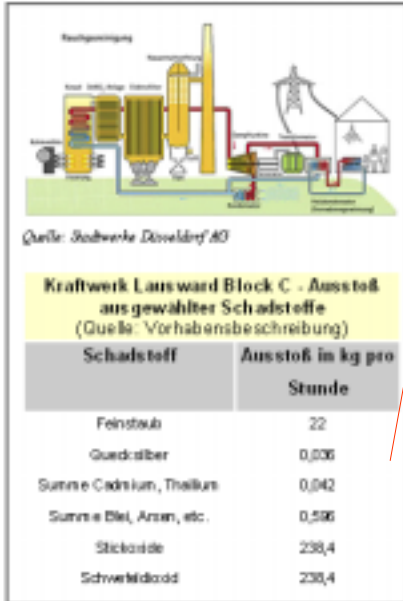 Rauchgasreinigung
Kessel
Quelle: Stadtwerke Düsseldorf AG
Kraftwerk Lausward Block C - Ausstoß
ausgewählter Schadstoffe
(Quelle: Vorhabensbeschreibung)
Schadstoff Ausstoß in kg pro
Stunde
Feinstaub 22
Quecksilber 0,036
Summe Cadmium, Thallium 0,042
Summe Blei, Arsen, etc. 0,596
Stickoxide 238,4
Schwefeldioxid 238,4